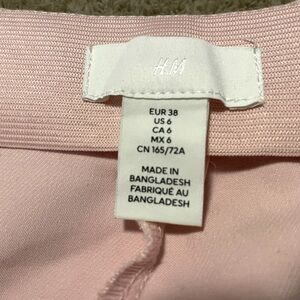 H&M
EUR 38
US 6
CA 6
MX 6
CN 165/72A
MADE IN
BANGLADESH
FABRIQUÉ AU
BANGLADESH